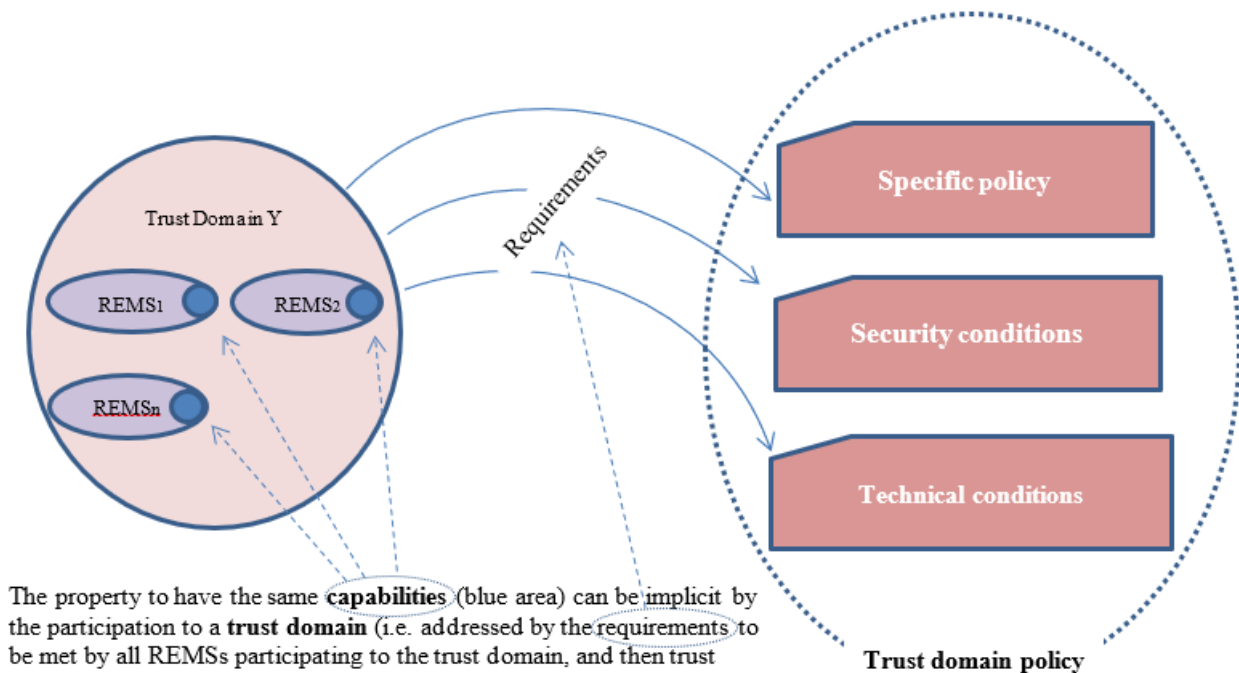 Requirements
Specific policy
Trust Domain Y
REMS1
REMS2
Security conditions
REMSn
Technical conditions
The property to have the same capabilities (blue area) can be implicit by
the participation to a trust domain (i.e. addressed by the requirements to
be met by all REMSs participating to the trust domain, and then trust
Trust domain policy